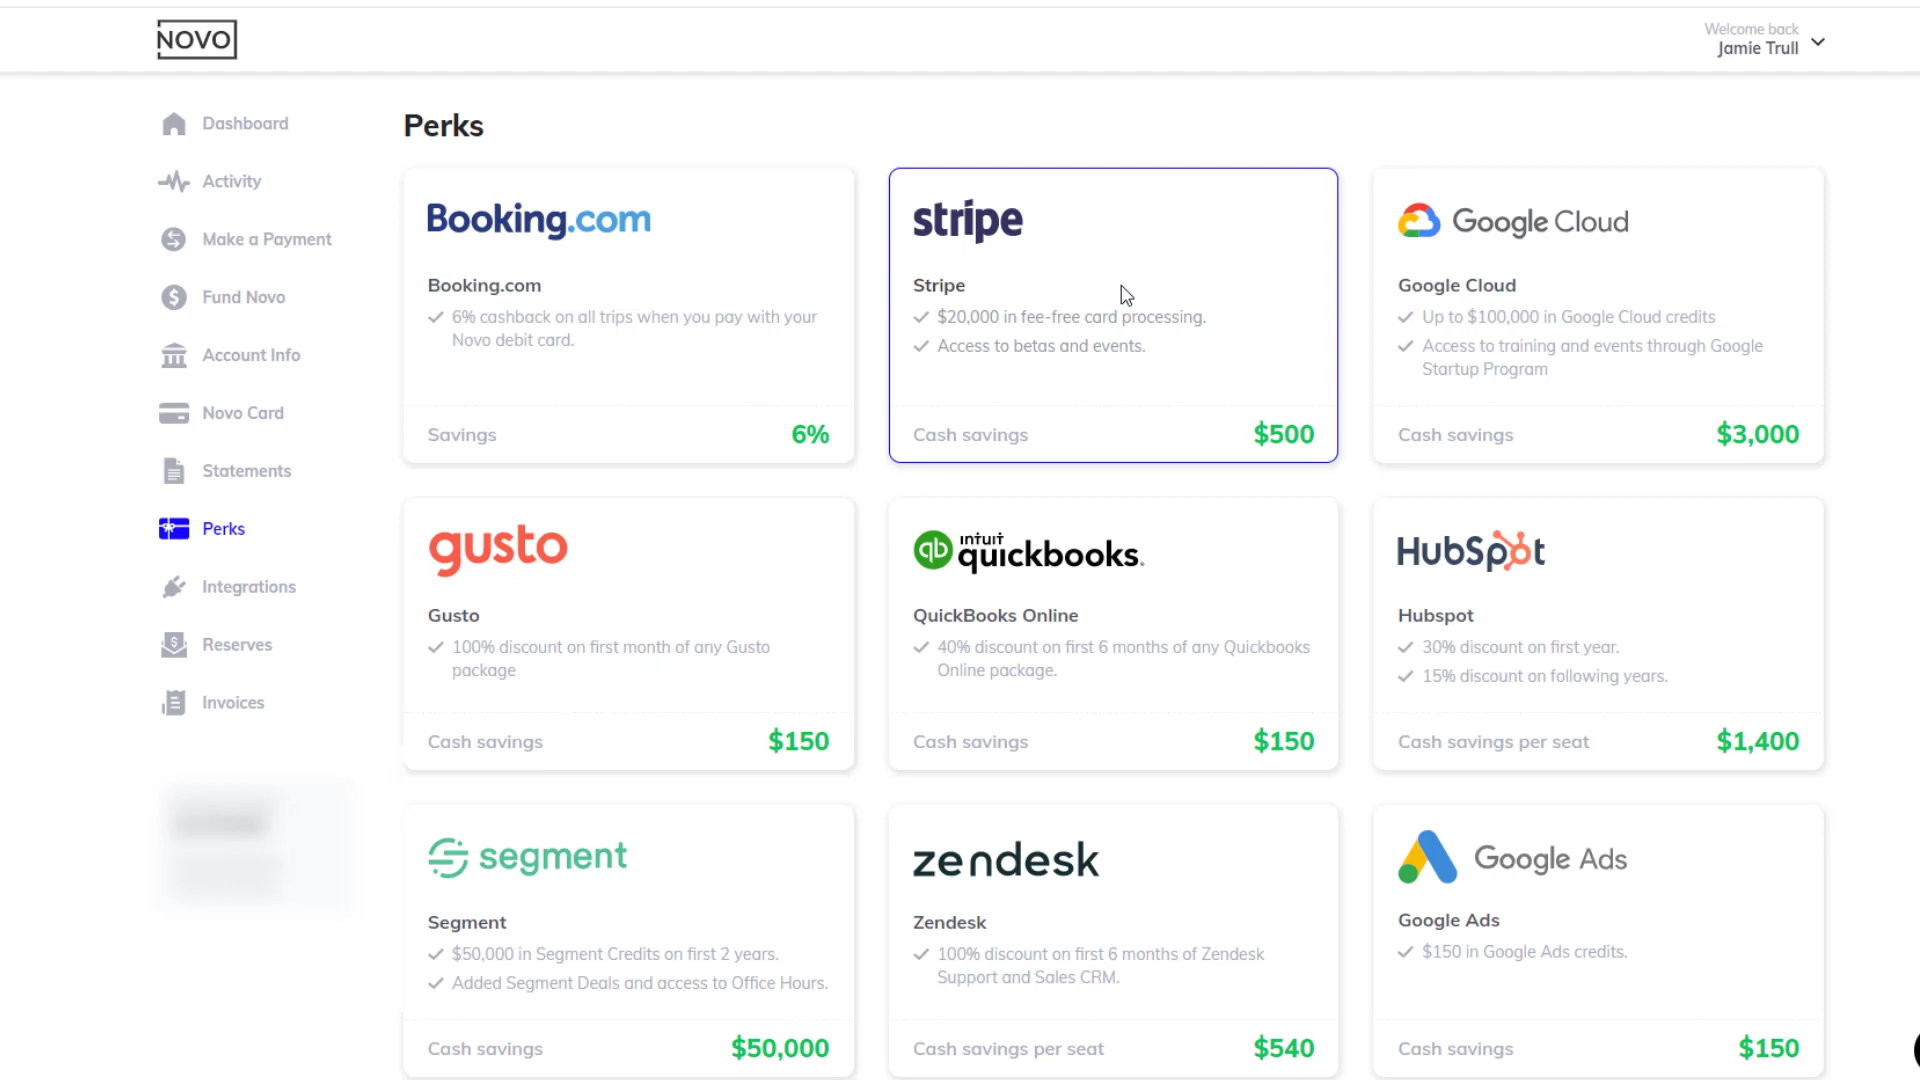 NOVO
Welcome back
Jamie Trull
Dashboard
Activity
Make a Payment
Fund Novo
Account Info
Novo Card
Statements
Perks
Integrations
Reserves
Invoices
Perks
Booking.com
Booking.com
6% cashback on all trips when you pay with your
Novo debit card.
Savings
6%
stripe
Stripe
$20,000 in fee-free card processing.
Access to betas and events.
Cash savings
$500
Google Cloud
Google Cloud
Up to $100,000 in Google Cloud credits
Access to training and events through Google
Startup Program
Cash savings
$3,000
gusto
Gusto
100% discount on first month of any Gusto
package
Cash savings
$150
qb intuit
quickbooks.
QuickBooks Online
40% discount on first 6 months of any Quickbooks
Online package.
Cash savings
$150
HubSpot
Hubspot
30% discount on first year.
15% discount on following years.
Cash savings per seat
$1,400
segment
Segment
$50,000 in Segment Credits on first 2 years.
Added Segment Deals and access to Office Hours.
Cash savings
$50,000
zendesk
Zendesk
100% discount on first 6 months of Zendesk
Support and Sales CRM.
Cash savings per seat
$540
Google Ads
Google Ads
$150 in Google Ads credits.
Cash savings
$150